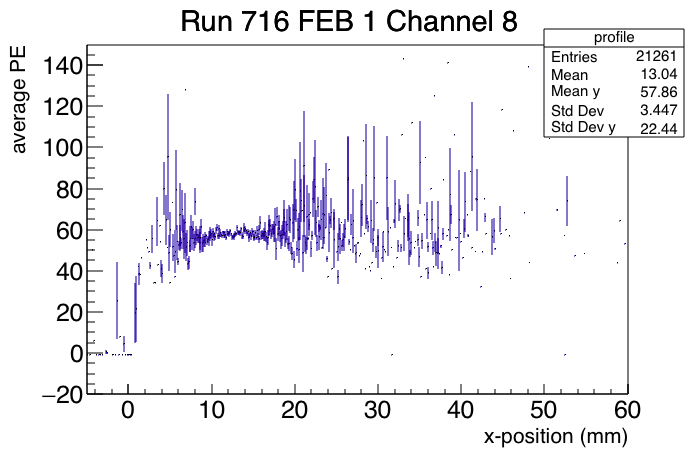 Run 716 FEB 1 Channel 8
average PE
profile
Entries 21261
Mean 13.04
Mean y 57.86
Std Dev 3.447
Std Dev y 22.44
140
120
100
80
60
40
20
0
−20
0 10 20 30 40 50 60
x-position (mm)